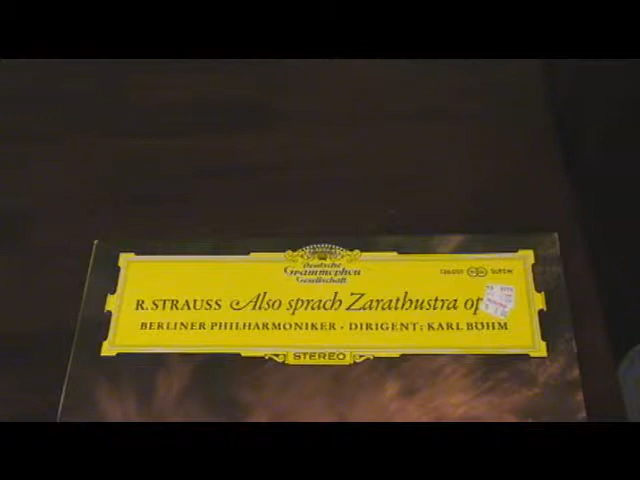 Deutsche
Grammophon
Gesellschaft
R. STRAUSS Also sprach Zarathustra op
BERLINER PHILHARMONIKER · DIRIGENT: KARL BÖHM
STEREO